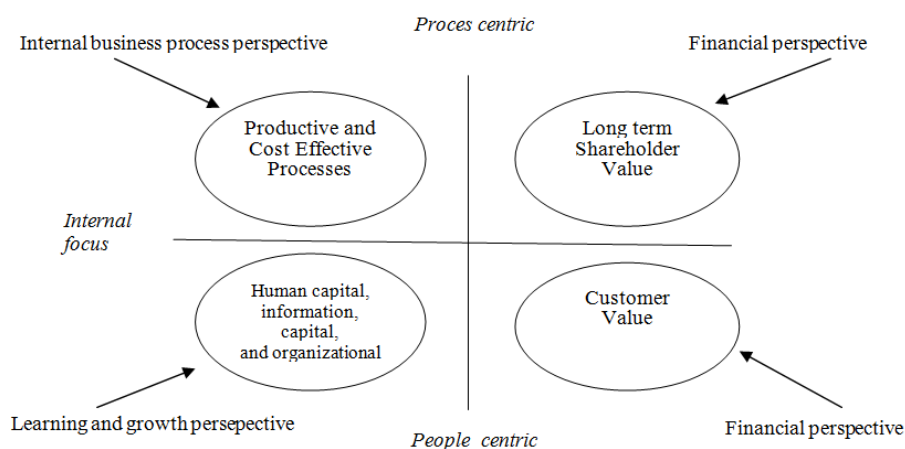 Proces centric
Internal business process perspective
Financial perspective
Productive and
Cost Effective
Processes
Long term
Shareholder
Value
Internal
focus
Human capital,
information,
capital,
and organizational
Customer
Value
Learning and growth persepective
Financial perspective
People centric